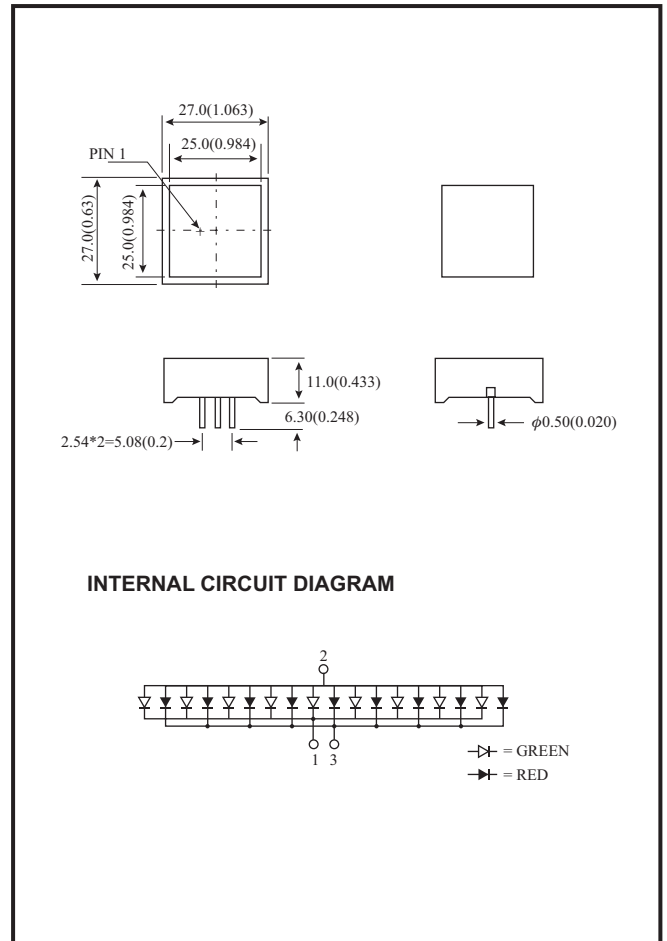 27.0(1.063)
25.0(0.984)
PIN 1
27.0(0.63)
25.0(0.984)
11.0(0.433)
6.30(0.248)
2.54*2=5.08(0.2)
ϕ0.50(0.020)
INTERNAL CIRCUIT DIAGRAM
2
1 3
= GREEN
= RED